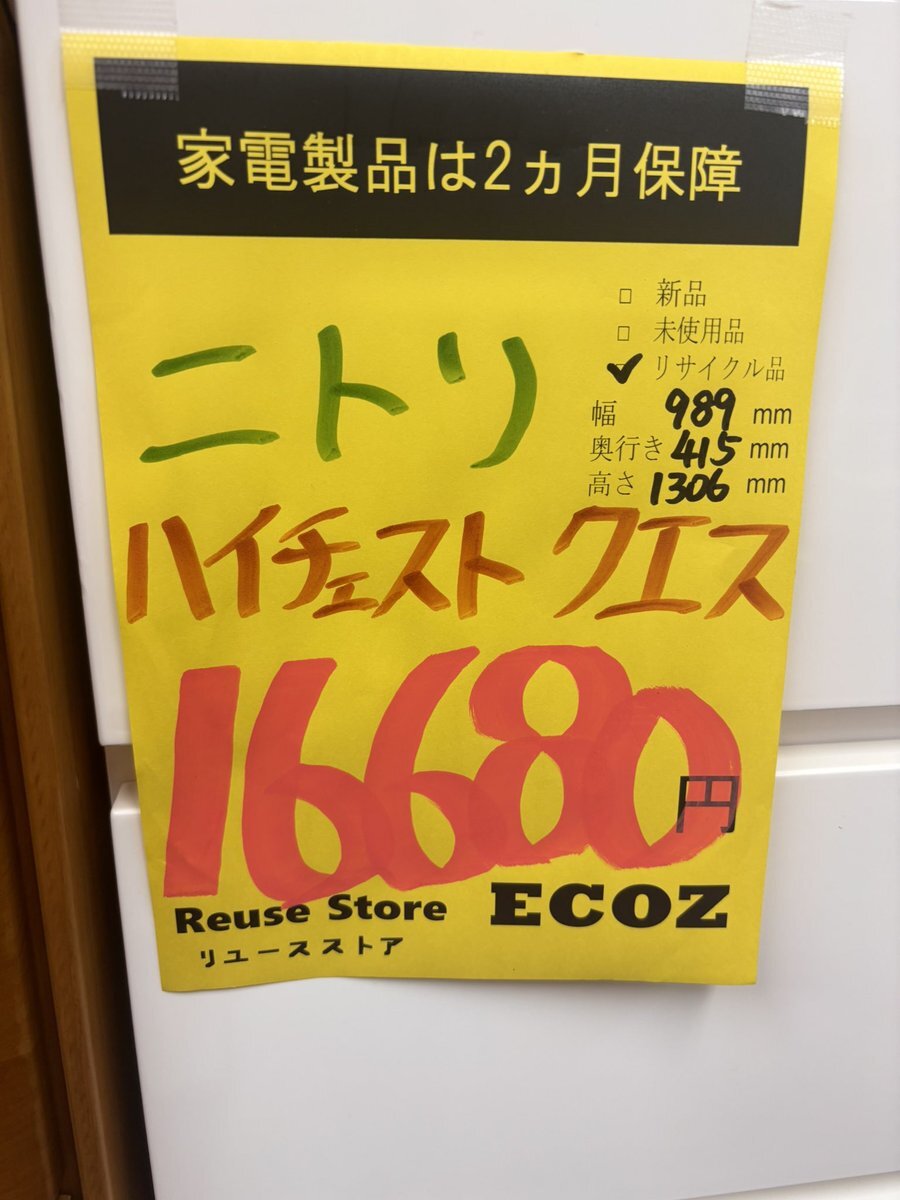 家電製品は2ヵ月保障
□ 新品
□ 未使用品
✓ リサイクル品
幅 989 mm
奥行き 415 mm
高さ 1306 mm
ニトリ
ハイチェスト クエス
16680円
Reuse Store ECOZ
リユースストア